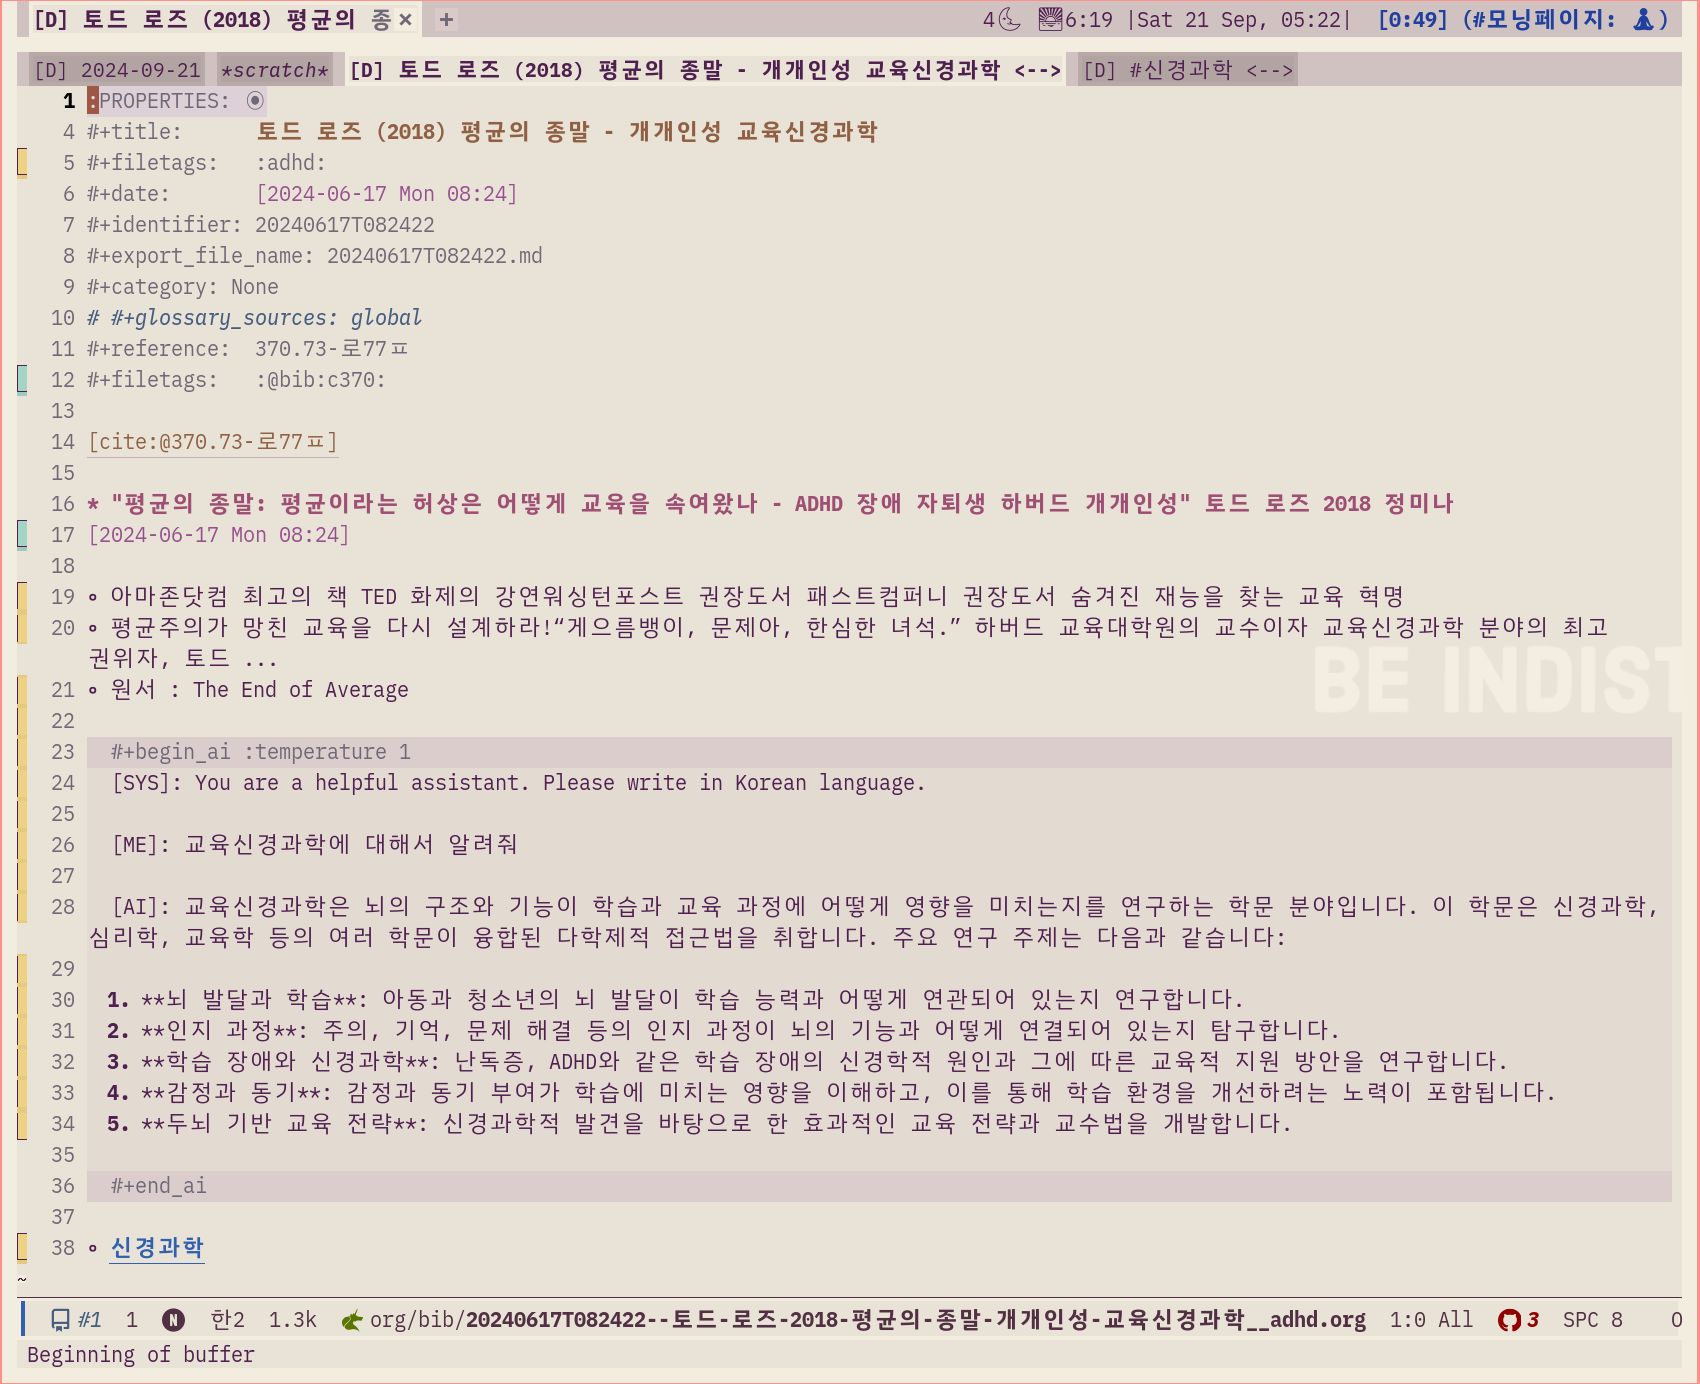 [D] 토드 로즈 (2018) 평균의 종 × +
4 6:19 |Sat 21 Sep, 05:22| [0:49] (#모닝페이지: )
[D] 2024-09-21 *scratch* [D] 토드 로즈 (2018) 평균의 종말 - 개개인성 교육신경과학 <--> [D] #신경과학 <-->
1 :PROPERTIES:
4 #+title: 토드 로즈 (2018) 평균의 종말 - 개개인성 교육신경과학
5 #+filetags: :adhd:
6 #+date: [2024-06-17 Mon 08:24]
7 #+identifier: 20240617T082422
8 #+export_file_name: 20240617T082422.md
9 #+category: None
10 # #+glossary_sources: global
11 #+reference: 370.73-로77ㅍ
12 #+filetags: :@bib:c370:
13
14 [cite:@370.73-로77ㅍ]
15
16 * "평균의 종말: 평균이라는 허상은 어떻게 교육을 속여왔나 - ADHD 장애 자퇴생 하버드 개개인성" 토드 로즈 2018 정미나
17 [2024-06-17 Mon 08:24]
18
19 ∘ 아마존닷컴 최고의 책 TED 화제의 강연워싱턴포스트 권장도서 패스트컴퍼니 권장도서 숨겨진 재능을 찾는 교육 혁명
20 ∘ 평균주의가 망친 교육을 다시 설계하라!“게으름뱅이, 문제아, 한심한 녀석.” 하버드 교육대학원의 교수이자 교육신경과학 분야의 최고
권위자, 토드 ...
BE INDIST
21 ∘ 원서 : The End of Average
22
23 #+begin_ai :temperature 1
24 [SYS]: You are a helpful assistant. Please write in Korean language.
25
26 [ME]: 교육신경과학에 대해서 알려줘
27
28 [AI]: 교육신경과학은 뇌의 구조와 기능이 학습과 교육 과정에 어떻게 영향을 미치는지를 연구하는 학문 분야입니다. 이 학문은 신경과학,
심리학, 교육학 등의 여러 학문이 융합된 다학제적 접근법을 취합니다. 주요 연구 주제는 다음과 같습니다:
29
30 1. **뇌 발달과 학습**: 아동과 청소년의 뇌 발달이 학습 능력과 어떻게 연관되어 있는지 연구합니다.
31 2. **인지 과정**: 주의, 기억, 문제 해결 등의 인지 과정이 뇌의 기능과 어떻게 연결되어 있는지 탐구합니다.
32 3. **학습 장애와 신경과학**: 난독증, ADHD와 같은 학습 장애의 신경학적 원인과 그에 따른 교육적 지원 방안을 연구합니다.
33 4. **감정과 동기**: 감정과 동기 부여가 학습에 미치는 영향을 이해하고, 이를 통해 학습 환경을 개선하려는 노력이 포함됩니다.
34 5. **두뇌 기반 교육 전략**: 신경과학적 발견을 바탕으로 한 효과적인 교육 전략과 교수법을 개발합니다.
35
36 #+end_ai
37
38 ∘ 신경과학
~
#1 1 N 한2 1.3k org/bib/20240617T082422--토드-로즈-2018-평균의-종말-개개인성-교육신경과학__adhd.org 1:0 All 3 SPC 8
Beginning of buffer